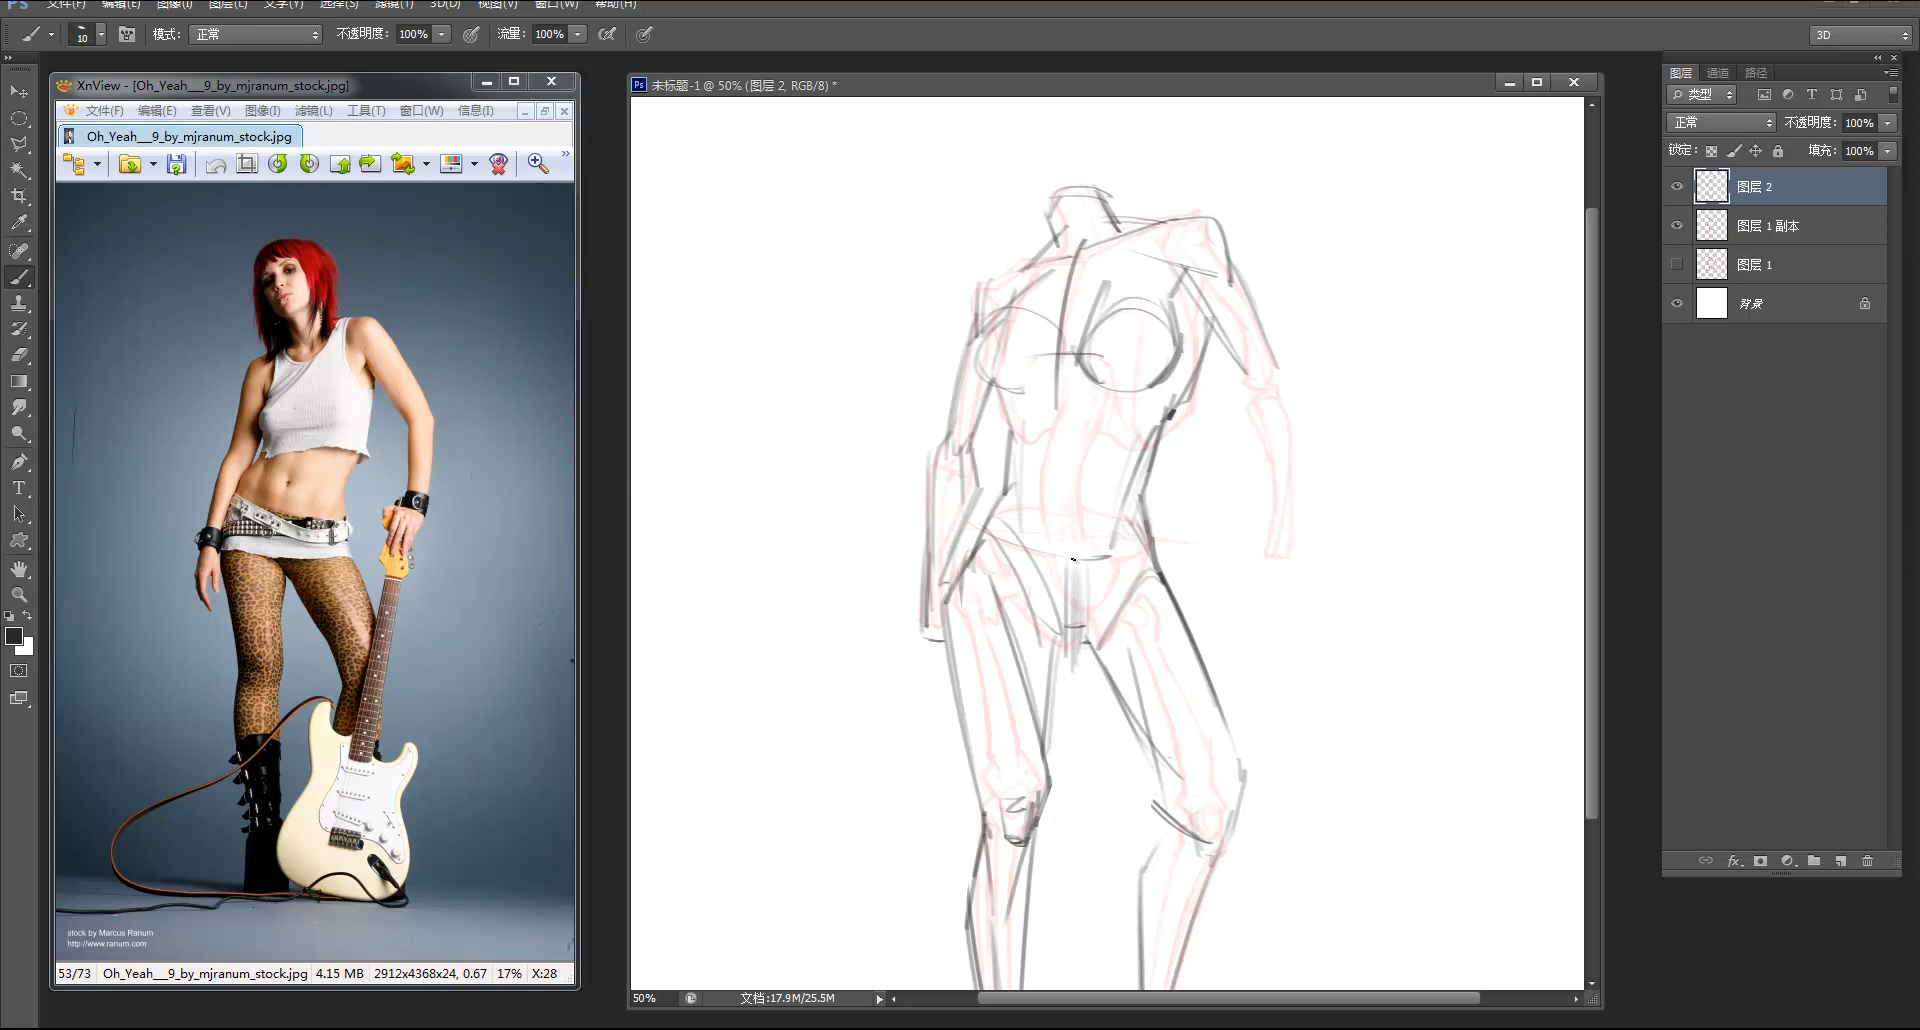 文件(F) 编辑(E) 图像(I) 图层(L) 文字(Y) 选择(S) 滤镜(T) 3D(D) 视图(V) 窗口(W) 帮助(H)
10 模式: 正常 不透明度: 100% 流量: 100% 3D
XnView - [Oh_Yeah___9_by_mjranum_stock.jpg]
文件(F) 编辑(E) 查看(V) 图像(I) 滤镜(L) 工具(T) 窗口(W) 信息(I)
Oh_Yeah___9_by_mjranum_stock.jpg
stock by Marcus Ranum
http://www.ranum.com
53/73 Oh_Yeah___9_by_mjranum_stock.jpg 4.15 MB 2912x4368x24, 0.67 17% X:28
Ps 未标题-1 @ 50% (图层 2, RGB/8) *
50% 文档:17.9M/25.5M
图层 通道 路径
类型
正常 不透明度: 100%
锁定: 填充: 100%
图层 2
图层 1 副本
图层 1
背景
fx